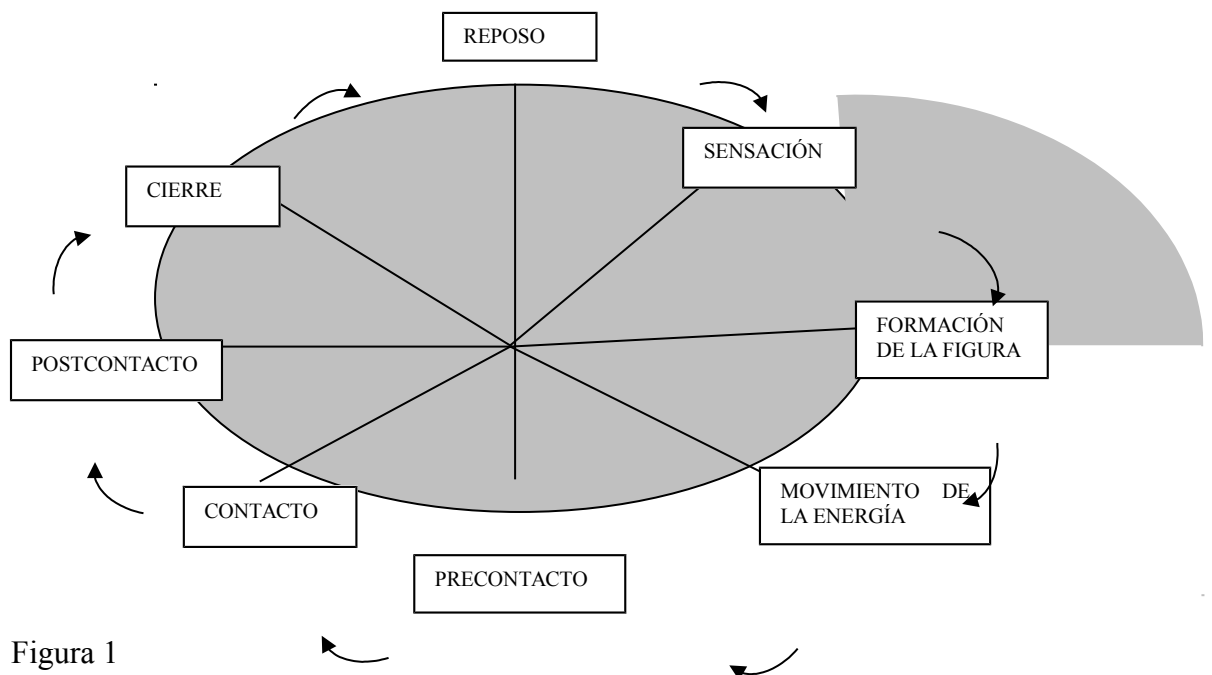 REPOSO
SENSACIÓN
CIERRE
FORMACIÓN
DE LA FIGURA
POSTCONTACTO
MOVIMIENTO DE
LA ENERGÍA
CONTACTO
PRECONTACTO
Figura 1